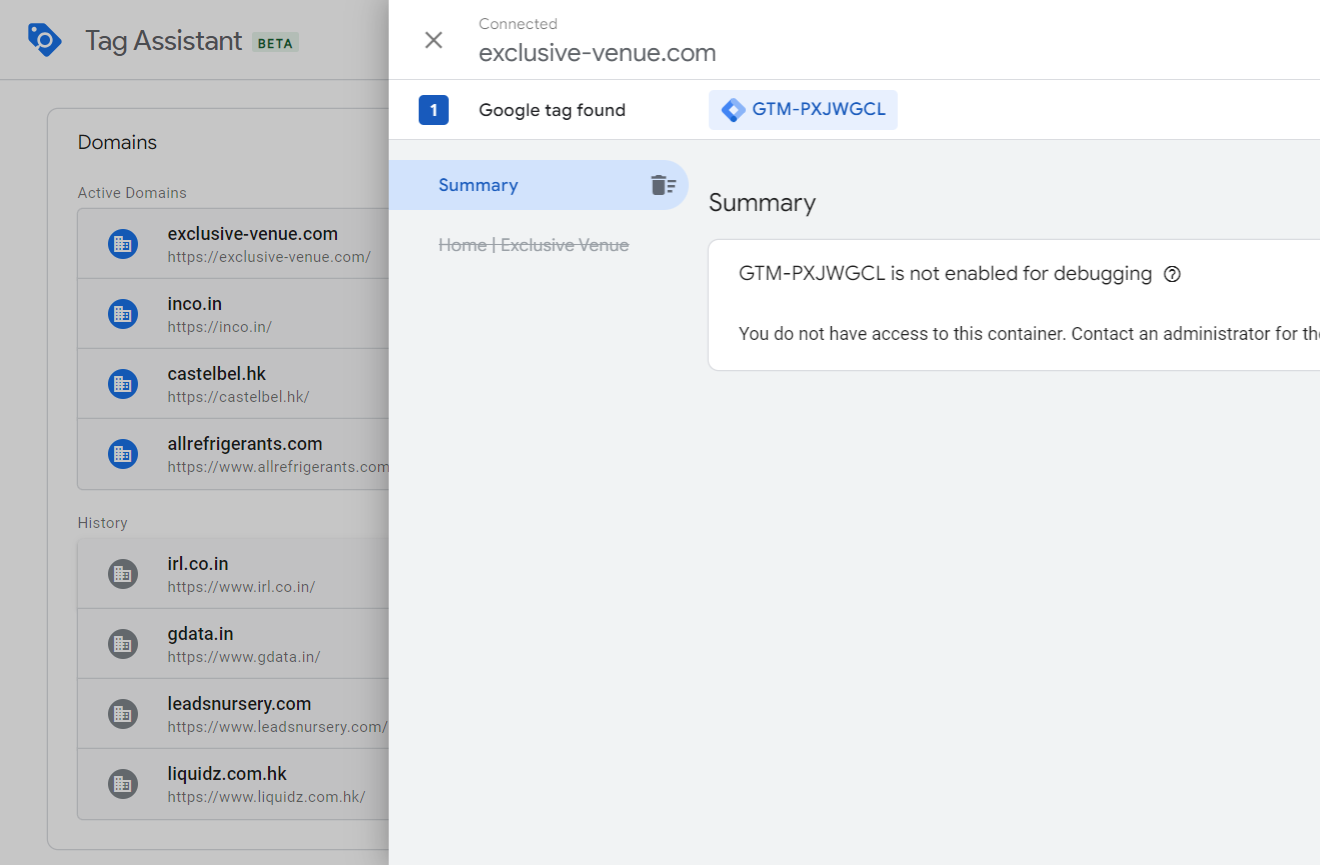 Tag Assistant BETA
Domains
Active Domains
exclusive-venue.com
https://exclusive-venue.com/
inco.in
https://inco.in/
castelbel.hk
https://castelbel.hk/
allrefrigerants.com
https://www.allrefrigerants.com
History
irl.co.in
https://www.irl.co.in/
gdata.in
https://www.gdata.in/
leadsnursery.com
https://www.leadsnursery.com/
liquidz.com.hk
https://www.liquidz.com.hk/
Connected
exclusive-venue.com
1 Google tag found GTM-PXJWGCL
Summary
Home | Exclusive Venue
Summary
GTM-PXJWGCL is not enabled for debugging
You do not have access to this container. Contact an administrator for the